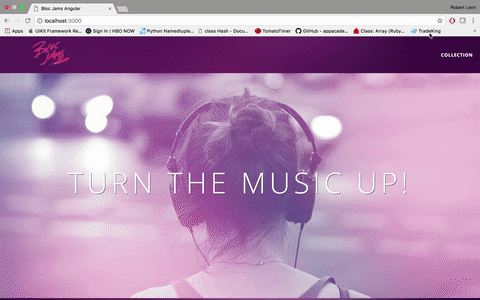 Bloc Jams Angular
Robert Leon
localhost:3000
Apps
UIKit Framework Re...
Sign In | HBO NOW
Python Namedtuple...
class Hash - Docum...
TomatoTimer
GitHub - appacade...
Class: Array (Ruby...
TradeKing
BLOC JAMS
COLLECTION
TURN THE MUSIC UP!